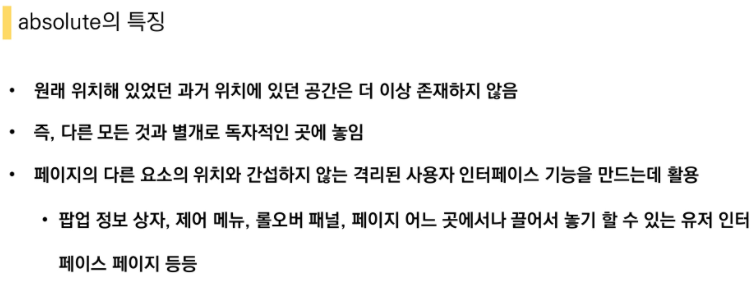 absolute의 특징
• 원래 위치해 있었던 과거 위치에 있던 공간은 더 이상 존재하지 않음
• 즉, 다른 모든 것과 별개로 독자적인 곳에 놓임
• 페이지의 다른 요소의 위치와 간섭하지 않는 격리된 사용자 인터페이스 기능을 만드는데 활용
• 팝업 정보 상자, 제어 메뉴, 롤오버 패널, 페이지 어느 곳에서나 끌어서 놓기 할 수 있는 유저 인터
페이스 페이지 등등